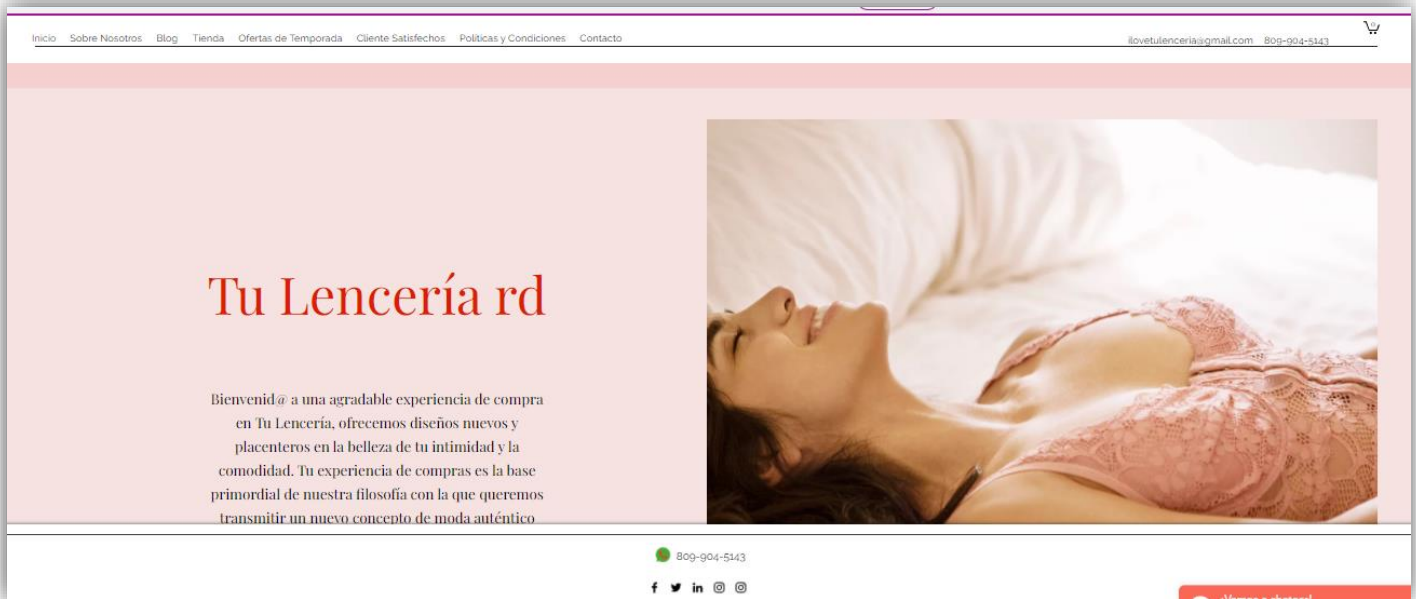 Inicio Sobre Nosotros Blog Tienda Ofertas de Temporada Cliente Satisfechos Políticas y Condiciones Contacto
ilovetulenceria@gmail.com 809-904-5143
0
Tu Lencería rd
Bienvenid@ a una agradable experiencia de compra
en Tu Lencería, ofrecemos diseños nuevos y
placenteros en la belleza de tu intimidad y la
comodidad. Tu experiencia de compras es la base
primordial de nuestra filosofía con la que queremos
transmitir un nuevo concepto de moda auténtico
809-904-5143